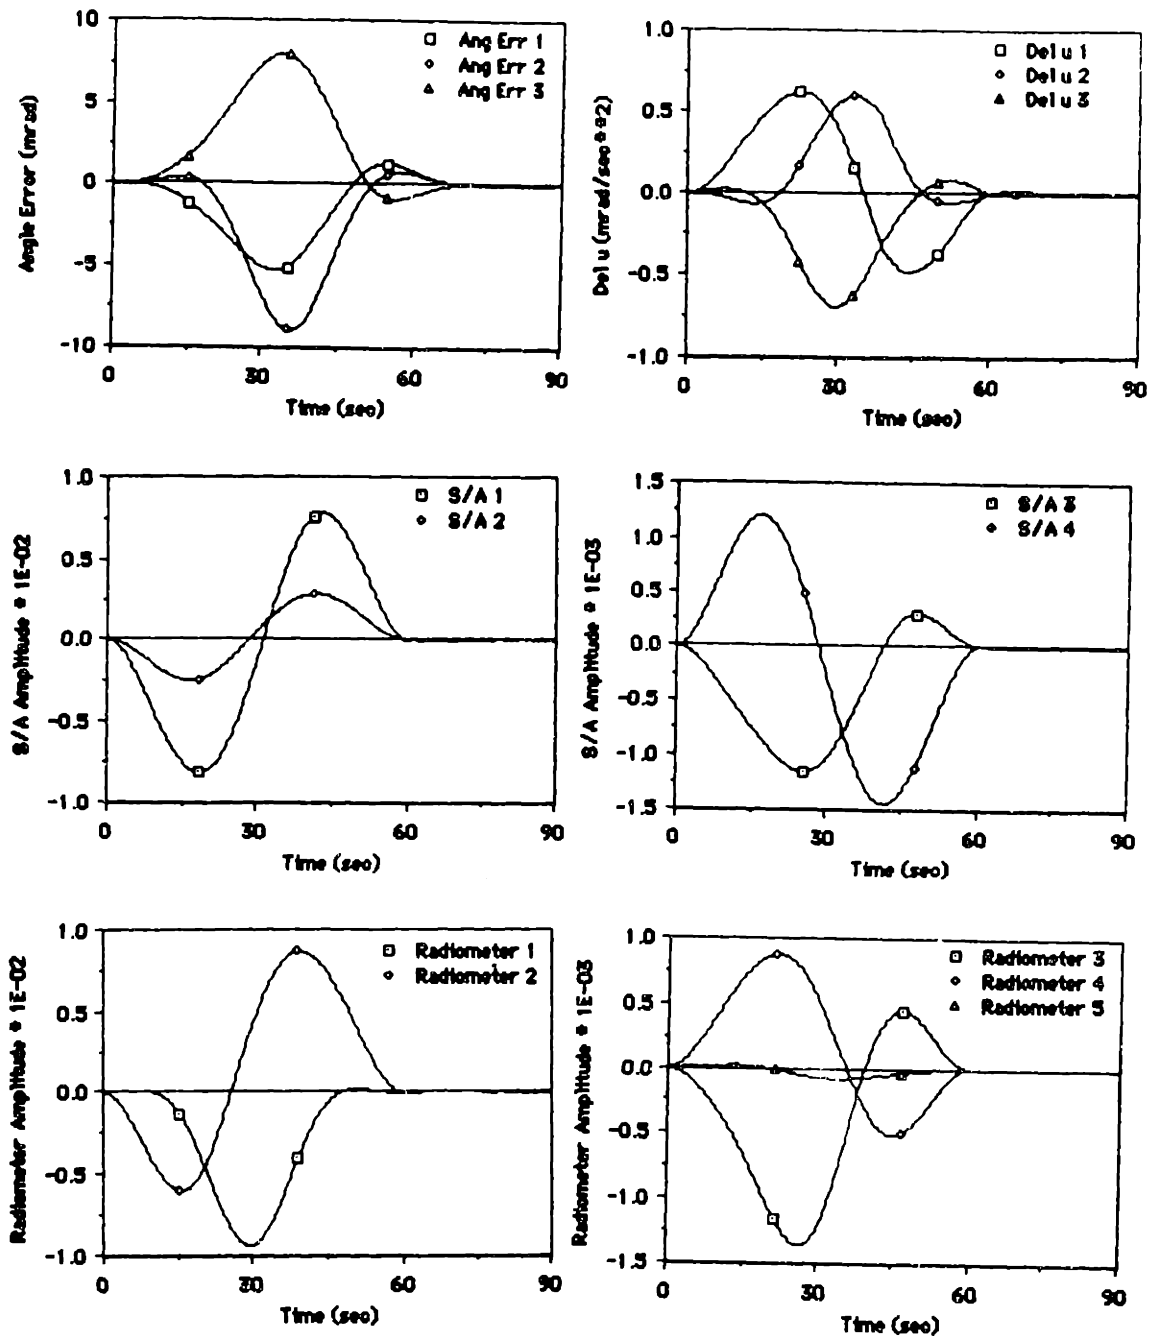 10
5
0
-5
-10
Angle Error (mrad)
Ang Err 1
Ang Err 2
Ang Err 3
0
30
60
90
Time (sec)
1.0
0.5
0.0
-0.5
-1.0
Del u (mrad/sec**2)
Del u 1
Del u 2
Del u 3
0
30
60
90
Time (sec)
1.0
0.5
0.0
-0.5
-1.0
S/A Amplitude * 1E-02
S/A 1
S/A 2
0
30
60
90
Time (sec)
1.5
1.0
0.5
0.0
-0.5
-1.0
-1.5
S/A Amplitude * 1E-03
S/A 3
S/A 4
0
30
60
90
Time (sec)
1.0
0.5
0.0
-0.5
-1.0
Radiometer Amplitude * 1E-02
Radiometer 1
Radiometer 2
0
30
60
90
Time (sec)
1.0
0.5
0.0
-0.5
-1.0
-1.5
Radiometer Amplitude * 1E-03
Radiometer 3
Radiometer 4
Radiometer 5
0
30
60
90
Time (sec)